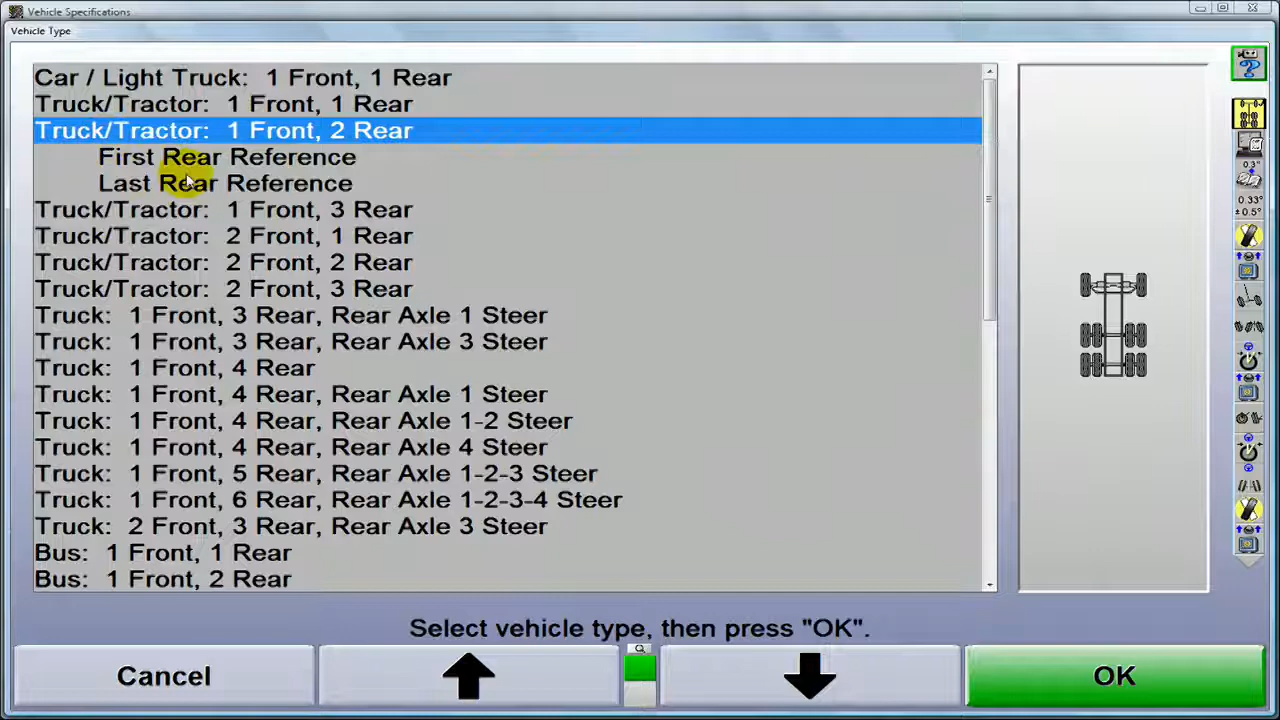 Vehicle Specifications
Vehicle Type
Car / Light Truck: 1 Front, 1 Rear
Truck/Tractor: 1 Front, 1 Rear
Truck/Tractor: 1 Front, 2 Rear
First Rear Reference
Last Rear Reference
Truck/Tractor: 1 Front, 3 Rear
Truck/Tractor: 2 Front, 1 Rear
Truck/Tractor: 2 Front, 2 Rear
Truck/Tractor: 2 Front, 3 Rear
Truck: 1 Front, 3 Rear, Rear Axle 1 Steer
Truck: 1 Front, 3 Rear, Rear Axle 3 Steer
Truck: 1 Front, 4 Rear
Truck: 1 Front, 4 Rear, Rear Axle 1 Steer
Truck: 1 Front, 4 Rear, Rear Axle 1-2 Steer
Truck: 1 Front, 4 Rear, Rear Axle 4 Steer
Truck: 1 Front, 5 Rear, Rear Axle 1-2-3 Steer
Truck: 1 Front, 6 Rear, Rear Axle 1-2-3-4 Steer
Truck: 2 Front, 3 Rear, Rear Axle 3 Steer
Bus: 1 Front, 1 Rear
Bus: 1 Front, 2 Rear
?
0.3°
0.33°
±0.5°
Select vehicle type, then press "OK".
Cancel
OK